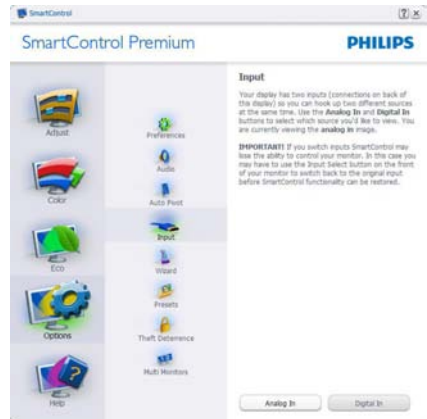 SmartControl
SmartControl Premium
PHILIPS
Adjust
Color
Eco
Options
Help
Preferences
Audio
Auto Pivot
Input
Wizard
Presets
Theft Deterrence
Multi Monitors
Input
Your display has two inputs (connections on back of
this display) so you can hook up two different sources
at the same time. Use the Analog In and Digital In
buttons to select which source you'd like to view. You
are currently viewing the analog in image.
IMPORTANT! If you switch inputs SmartControl may
lose the ability to control your monitor. In this case you
may have to use the Input Select button on the front
of your monitor to switch back to the original input
before SmartControl functionality can be restored.
Analog In
Digital In